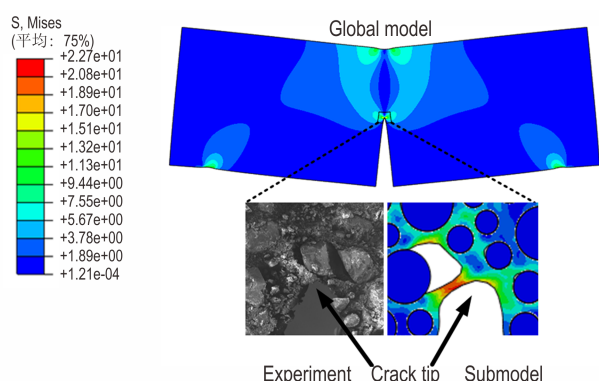 S, Mises
(平均: 75%)
+2.27e+01
+2.08e+01
+1.89e+01
+1.70e+01
+1.51e+01
+1.32e+01
+1.13e+01
+9.44e+00
+7.55e+00
+5.67e+00
+3.78e+00
+1.89e+00
+1.21e-04
Global model
Experiment Crack tip Submodel